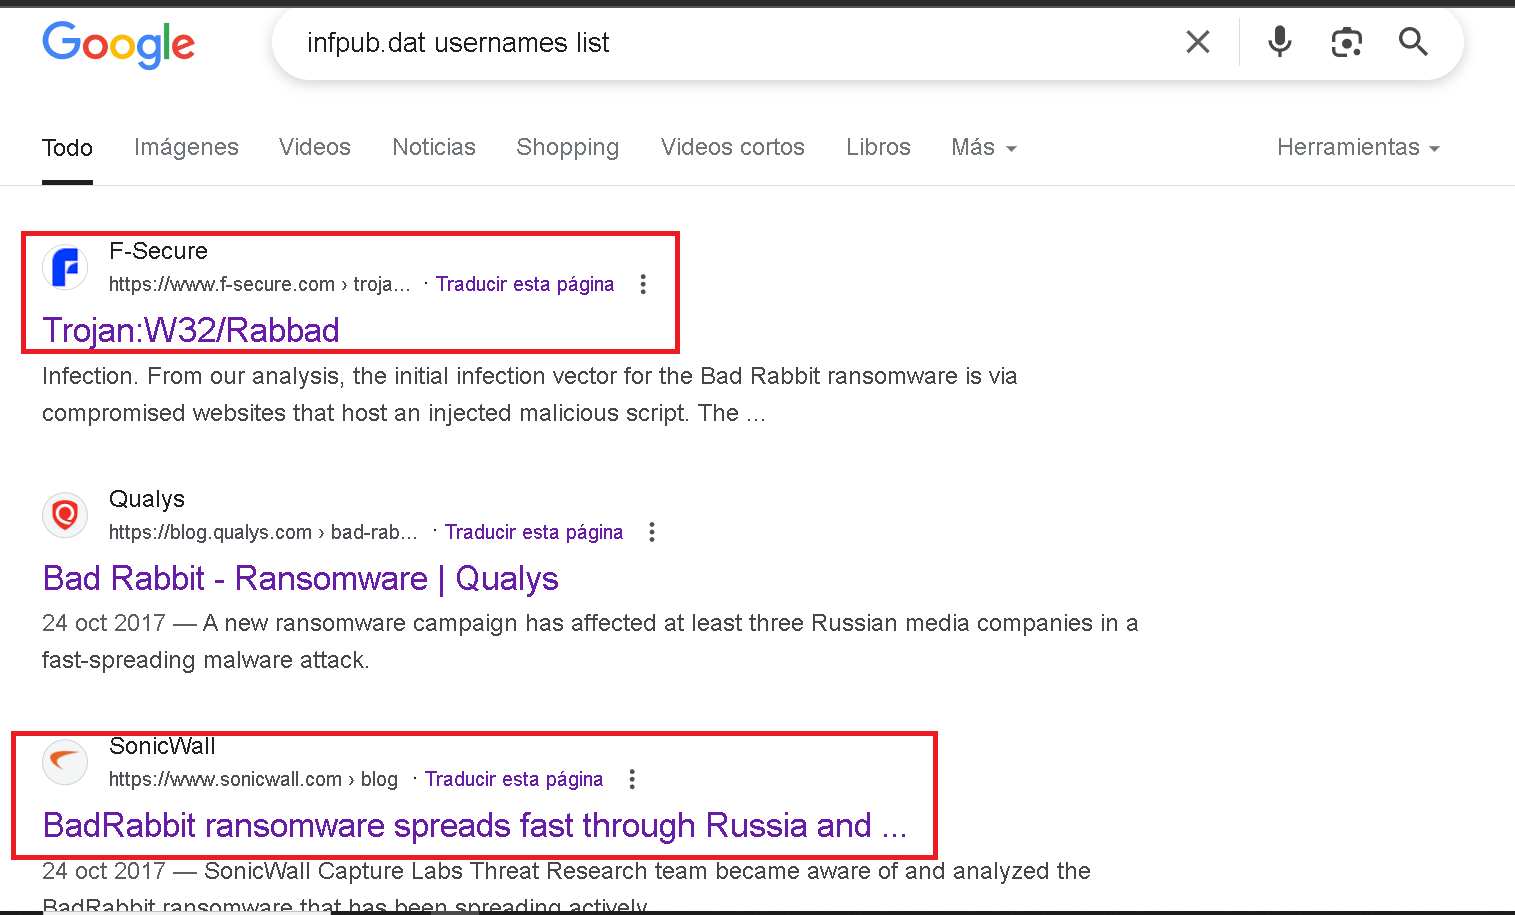 Google
infpub.dat usernames list
Todo Imágenes Videos Noticias Shopping Videos cortos Libros Más Herramientas
F-Secure
https://www.f-secure.com › troja... · Traducir esta página
Trojan:W32/Rabbad
Infection. From our analysis, the initial infection vector for the Bad Rabbit ransomware is via
compromised websites that host an injected malicious script. The ...
Qualys
https://blog.qualys.com › bad-rab... · Traducir esta página
Bad Rabbit - Ransomware | Qualys
24 oct 2017 — A new ransomware campaign has affected at least three Russian media companies in a
fast-spreading malware attack.
SonicWall
https://www.sonicwall.com › blog · Traducir esta página
BadRabbit ransomware spreads fast through Russia and ...
24 oct 2017 — SonicWall Capture Labs Threat Research team became aware of and analyzed the
BadRabbit ransomware that has been spreading actively